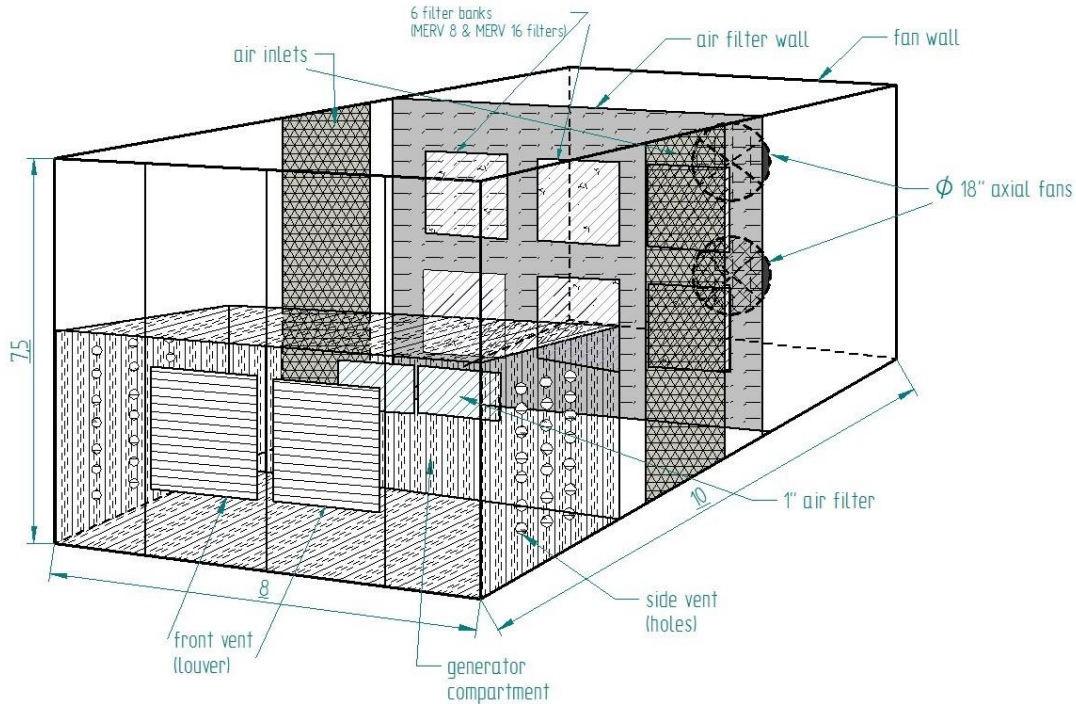 6 filter banks
(MERV 8 & MERV 16 filters)
air filter wall
fan wall
air inlets
Φ 18" axial fans
7,5
1" air filter
10
8
side vent
(holes)
front vent
(louver)
generator
compartment